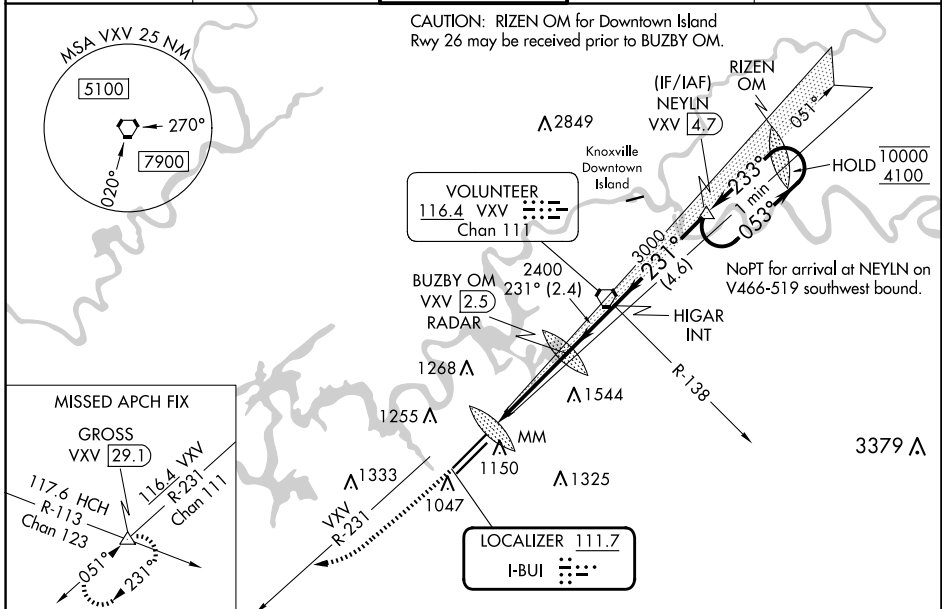 CAUTION: RIZEN OM for Downtown Island
Rwy 26 may be received prior to BUZBY OM.
MSA VXV 25 NM
5100
270°
7900
020°
(IF/IAF)
NEYLN
VXV 4.7
RIZEN
OM
051°
2849
Knoxville
Downtown
Island
HOLD
10000
4100
233°
1 min
053°
VOLUNTEER
116.4 VXV
Chan 111
3000
231°
(4.6)
NoPT for arrival at NEYLN on
V466-519 southwest bound.
2400
231° (2.4)
BUZBY OM
VXV 2.5
RADAR
HIGAR
INT
R-138
1268
1544
1255
MM
1150
3379
1333
1047
1325
VXV
R-231
LOCALIZER 111.7
I-BUI
MISSED APCH FIX
GROSS
VXV 29.1
116.4 VXV
R-231
Chan 111
117.6 HCH
R-113
Chan 123
051°
231°